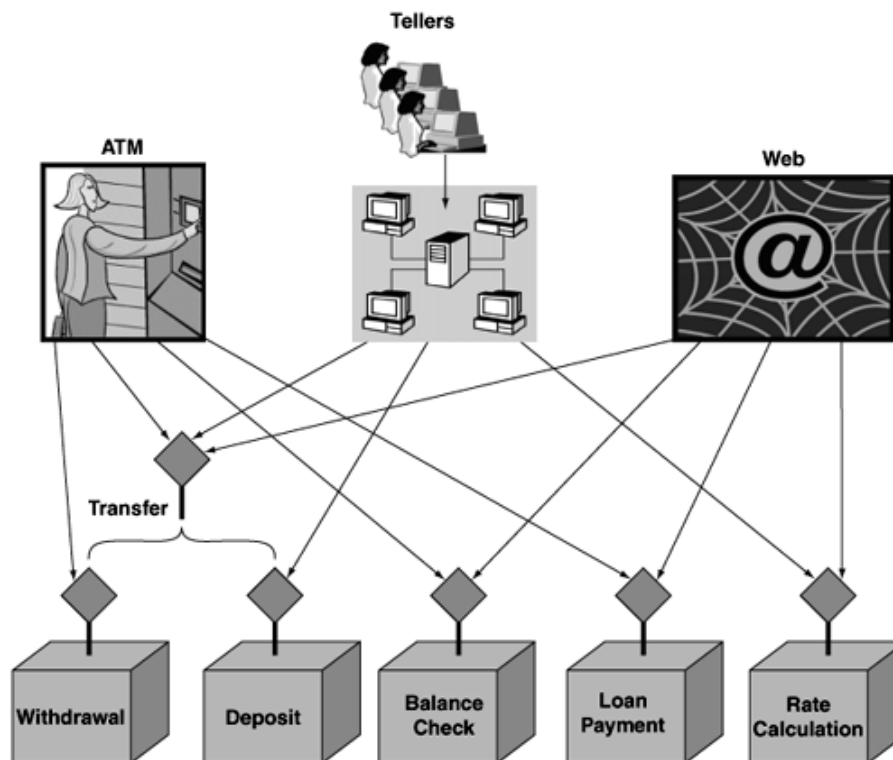 Tellers
ATM
Web
@
Transfer
Withdrawal
Deposit
Balance
Check
Loan
Payment
Rate
Calculation